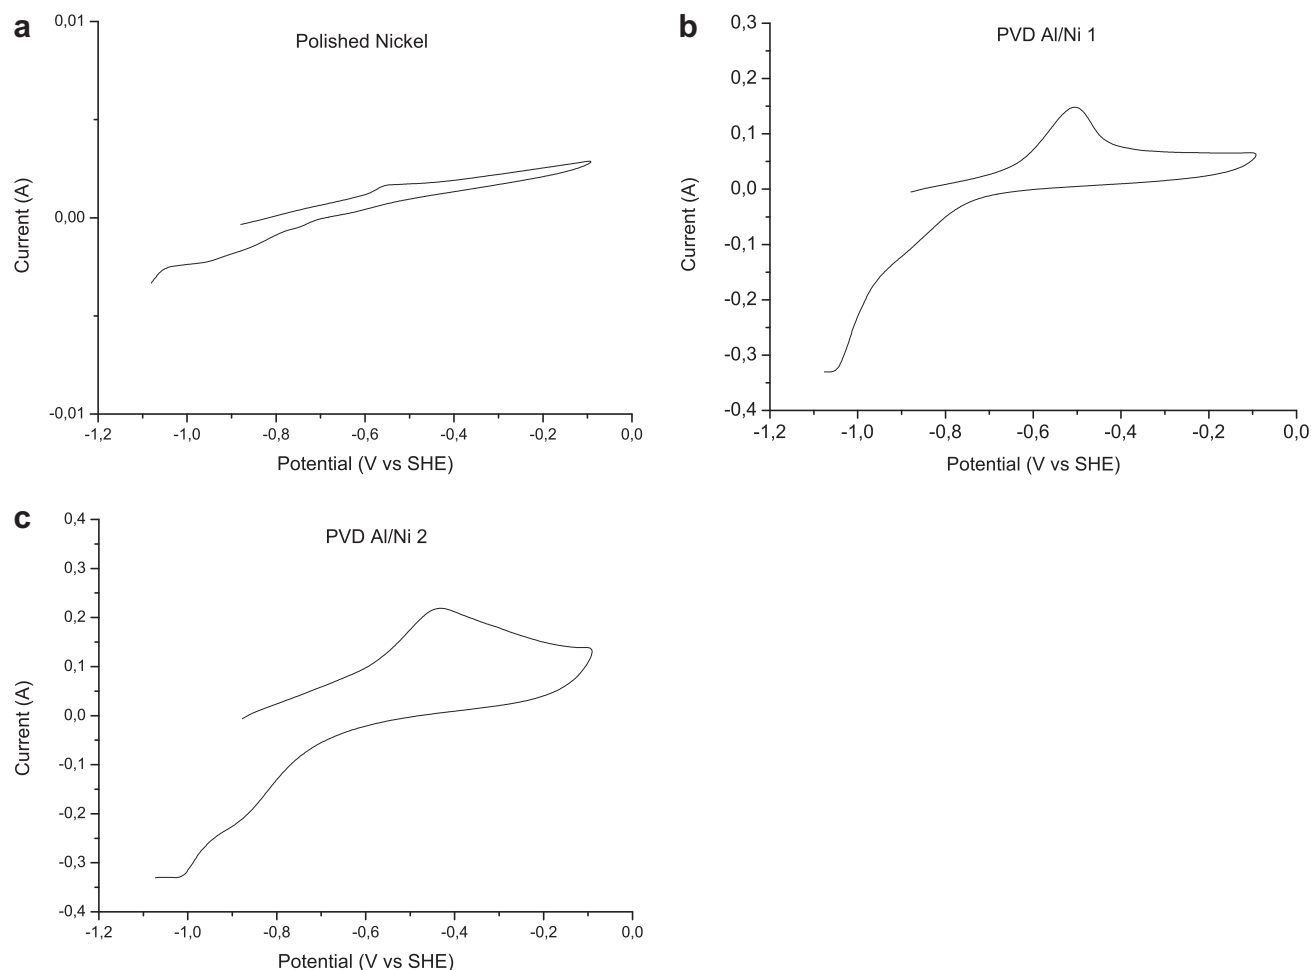 a
Polished Nickel
0,01
0,00
-0,01
Current (A)
-1,2 -1,0 -0,8 -0,6 -0,4 -0,2 0,0
Potential (V vs SHE)
b
PVD Al/Ni 1
0,3
0,2
0,1
0,0
-0,1
-0,2
-0,3
-0,4
Current (A)
-1,2 -1,0 -0,8 -0,6 -0,4 -0,2 0,0
Potential (V vs SHE)
c
PVD Al/Ni 2
0,4
0,3
0,2
0,1
0,0
-0,1
-0,2
-0,3
-0,4
Current (A)
-1,2 -1,0 -0,8 -0,6 -0,4 -0,2 0,0
Potential (V vs SHE)